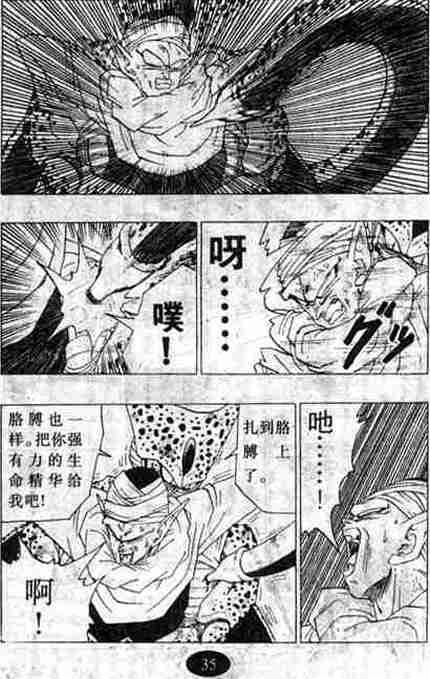 呀……
グッ
噗！
吔……！
扎到胳
膊上
了。
胳膊也一
样。把你强
有力的生
命精华给
我吧！
啊！
35